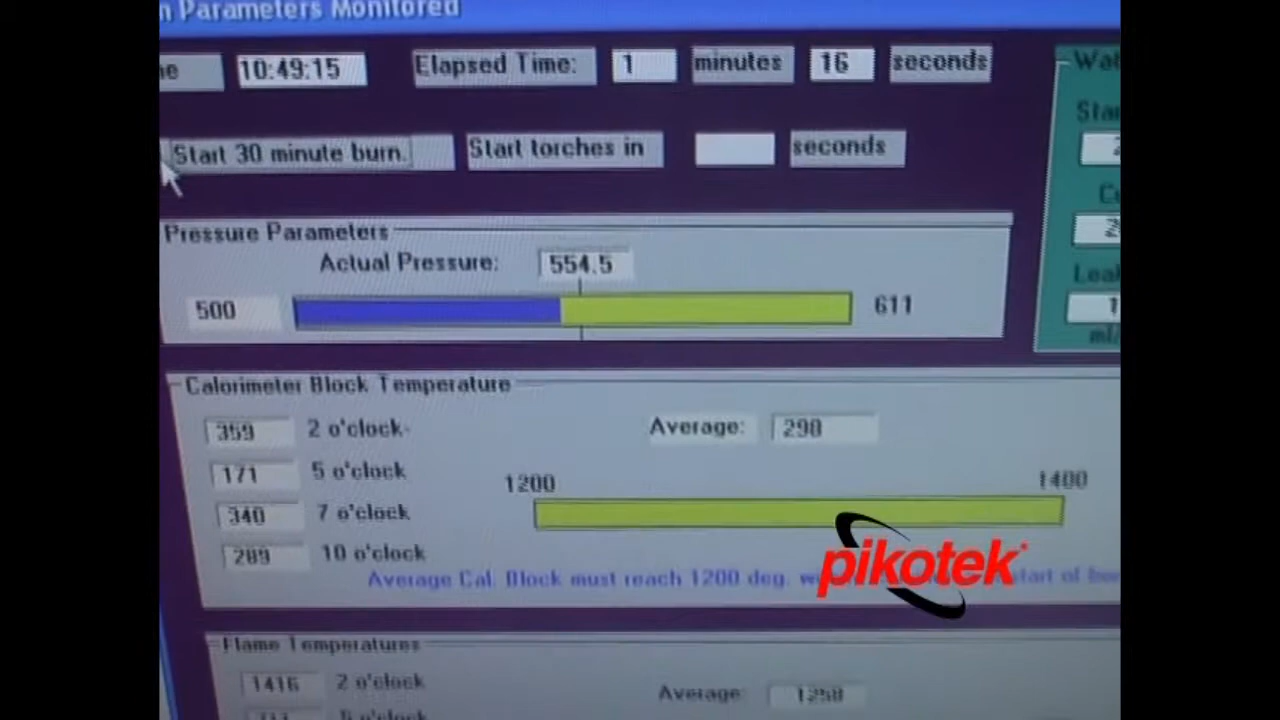 n Parameters Monitored
10:49:15 Elapsed Time: 1 minutes 16 seconds
Start 30 minute burn. Start torches in seconds
Pressure Parameters
Actual Pressure: 554.5
500 611
Calorimeter Block Temperature
359 2 o'clock
Average: 298
171 5 o'clock
1200 1400
340 7 o'clock
289 10 o'clock
Average Cal. Block must reach 1200 deg. start of
pikotek
Flame Temperatures
1416 2 o'clock
Average: 1258